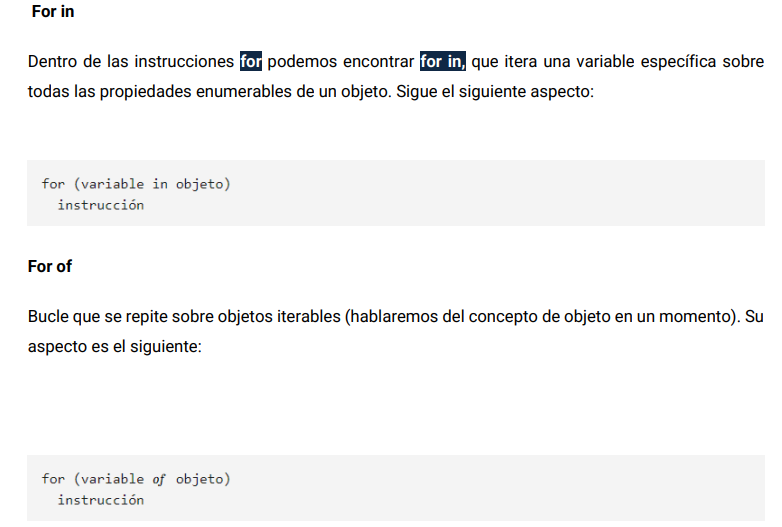 For in
Dentro de las instrucciones for podemos encontrar for in, que itera una variable específica sobre
todas las propiedades enumerables de un objeto. Sigue el siguiente aspecto:
for (variable in objeto)
  instrucción
For of
Bucle que se repite sobre objetos iterables (hablaremos del concepto de objeto en un momento). Su
aspecto es el siguiente:
for (variable of objeto)
  instrucción